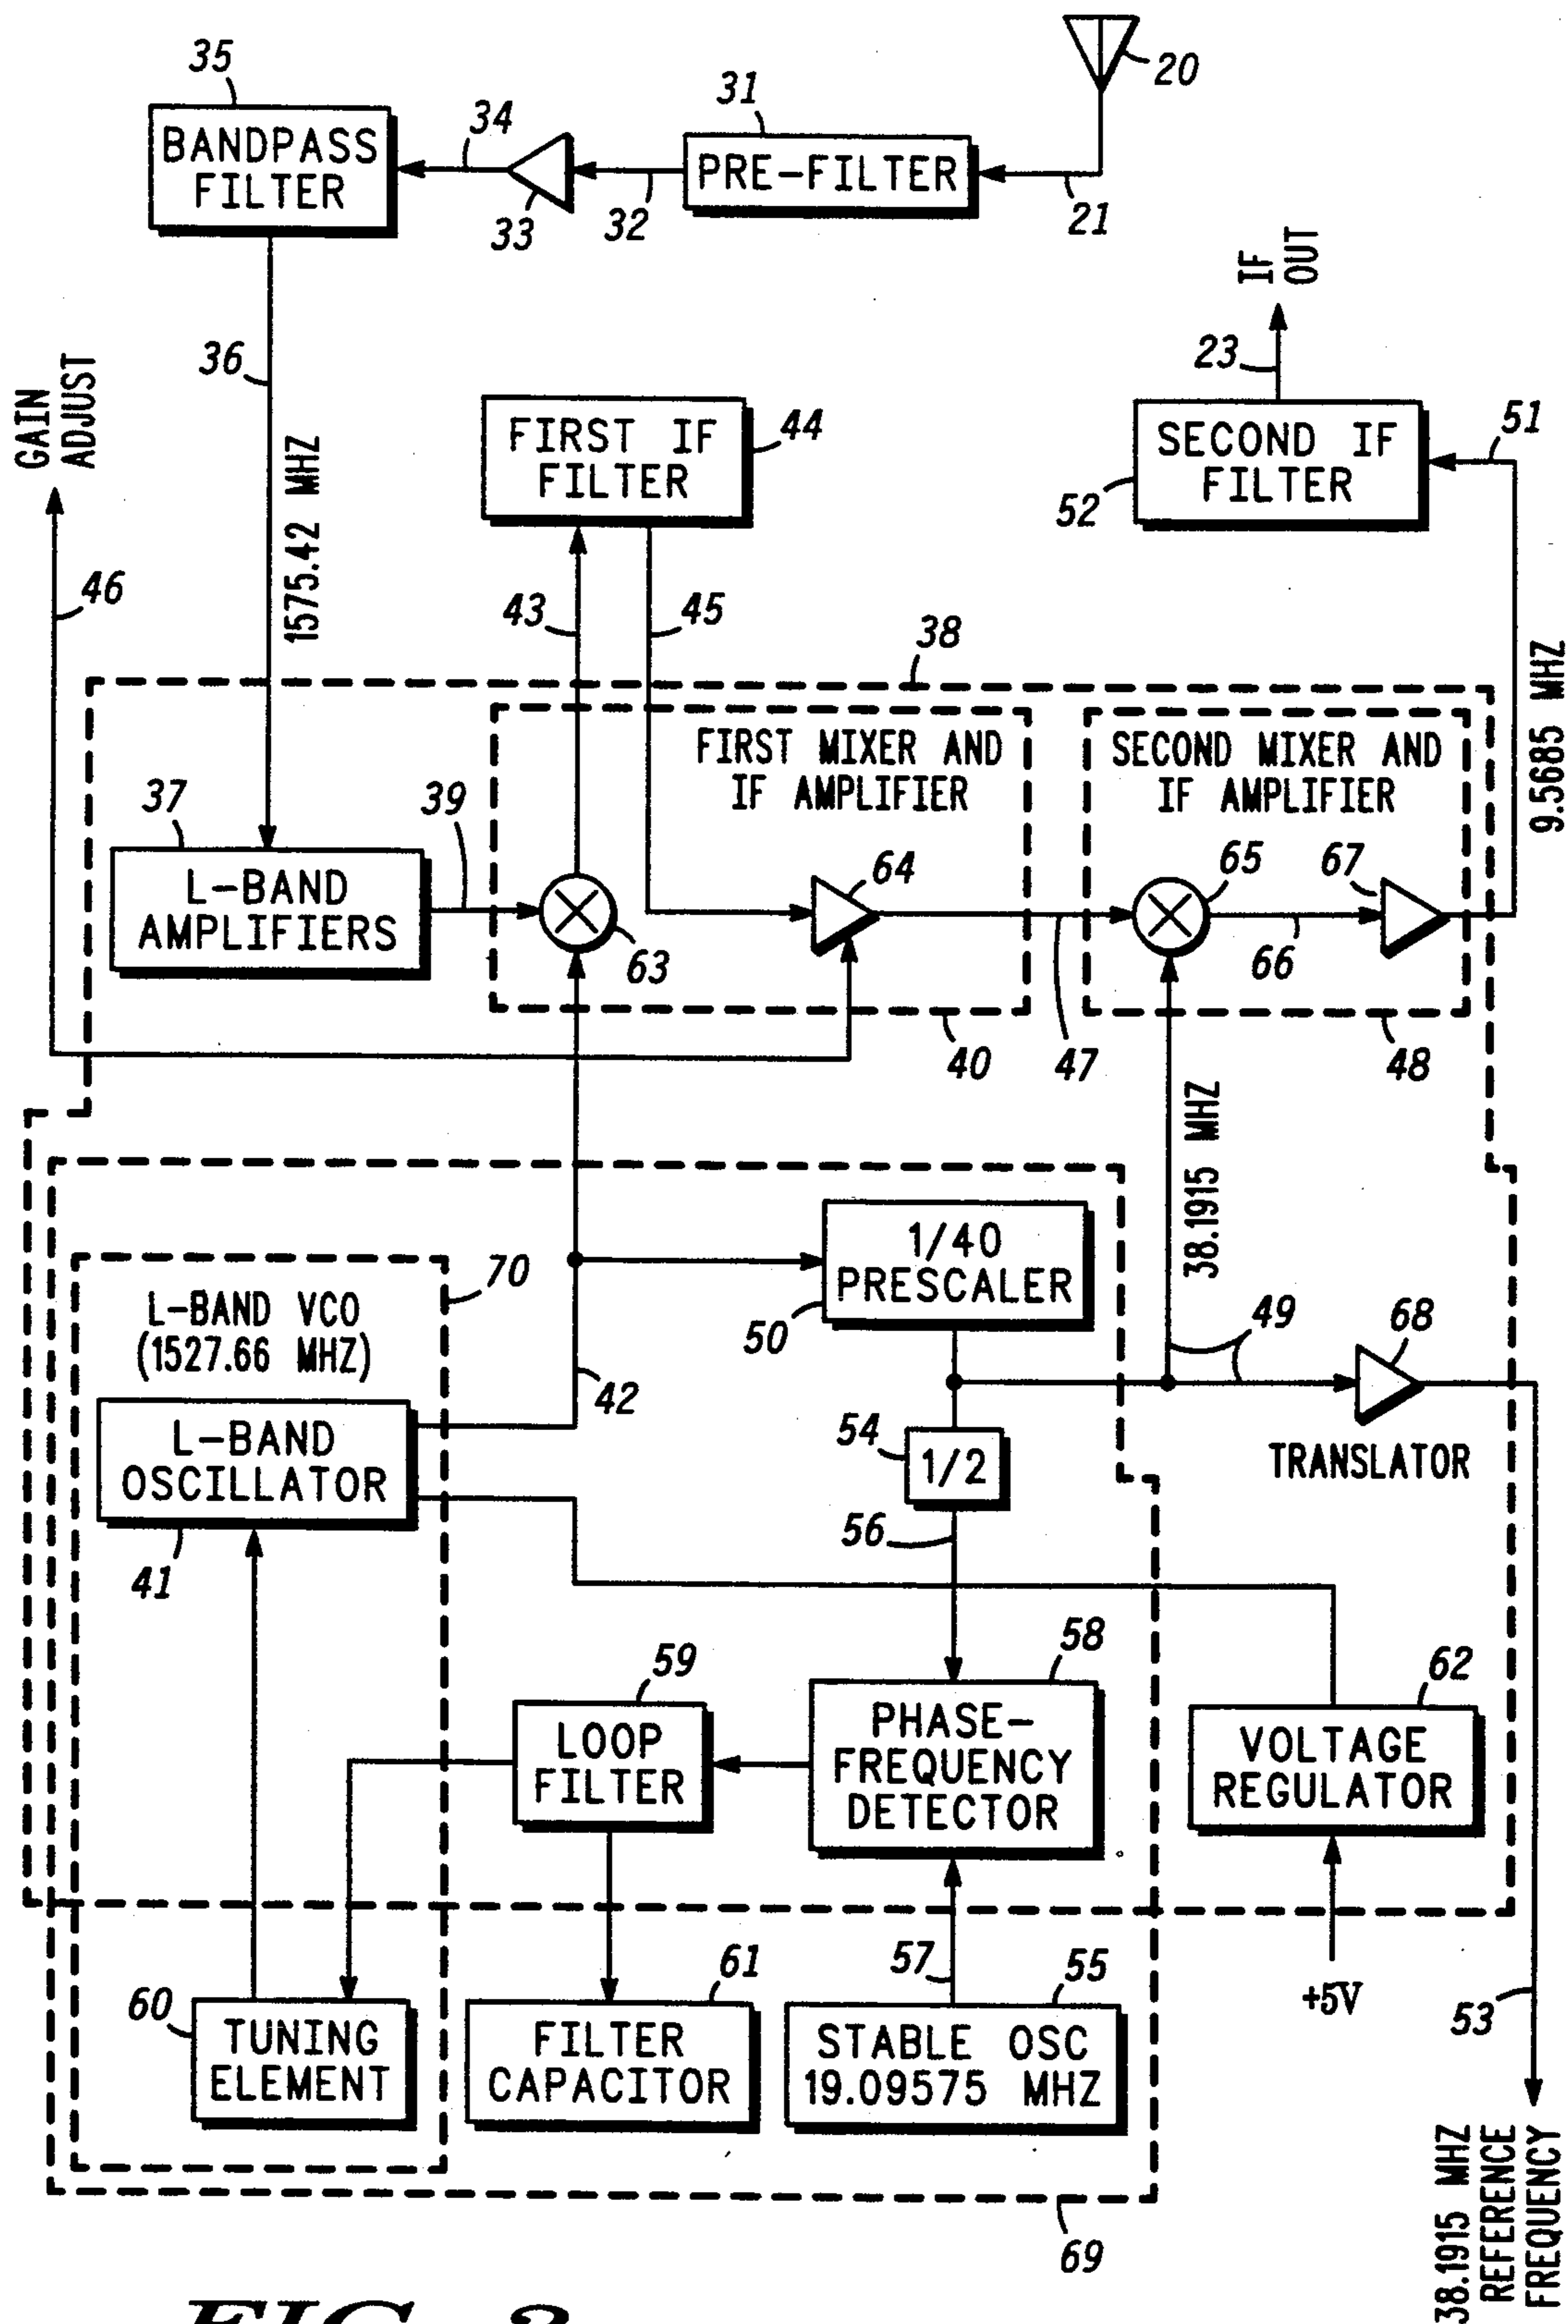 20
35
31
34
BANDPASS
FILTER
PRE-FILTER
33
32
21
IF
OUT
GAIN
ADJUST
36
23
1575.42 MHZ
FIRST IF
FILTER
44
SECOND IF
FILTER
51
52
46
43
45
38
9.5685 MHZ
FIRST MIXER AND
IF AMPLIFIER
SECOND MIXER AND
IF AMPLIFIER
37
39
L-BAND
AMPLIFIERS
63
64
65
67
66
40
47
48
38.1915 MHZ
1/40
PRESCALER
50
70
L-BAND VCO
(1527.66 MHZ)
42
49
68
L-BAND
OSCILLATOR
41
54
1/2
TRANSLATOR
56
58
59
62
LOOP
FILTER
PHASE-
FREQUENCY
DETECTOR
VOLTAGE
REGULATOR
57
55
61
60
+5V
53
TUNING
ELEMENT
FILTER
CAPACITOR
STABLE OSC
19.09575 MHZ
69
38.1915 MHZ
REFERENCE
FREQUENCY